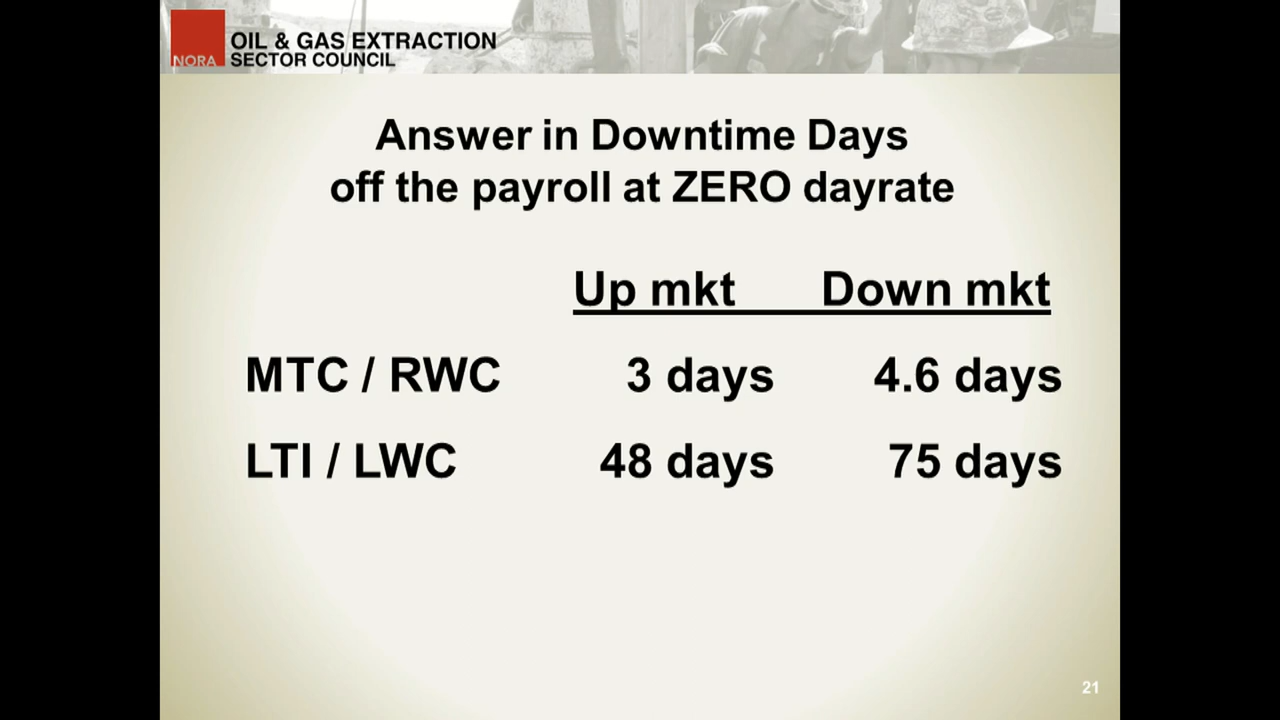 NORA
OIL & GAS EXTRACTION
SECTOR COUNCIL
Answer in Downtime Days
off the payroll at ZERO dayrate
Up mkt Down mkt
MTC / RWC 3 days 4.6 days
LTI / LWC 48 days 75 days
21